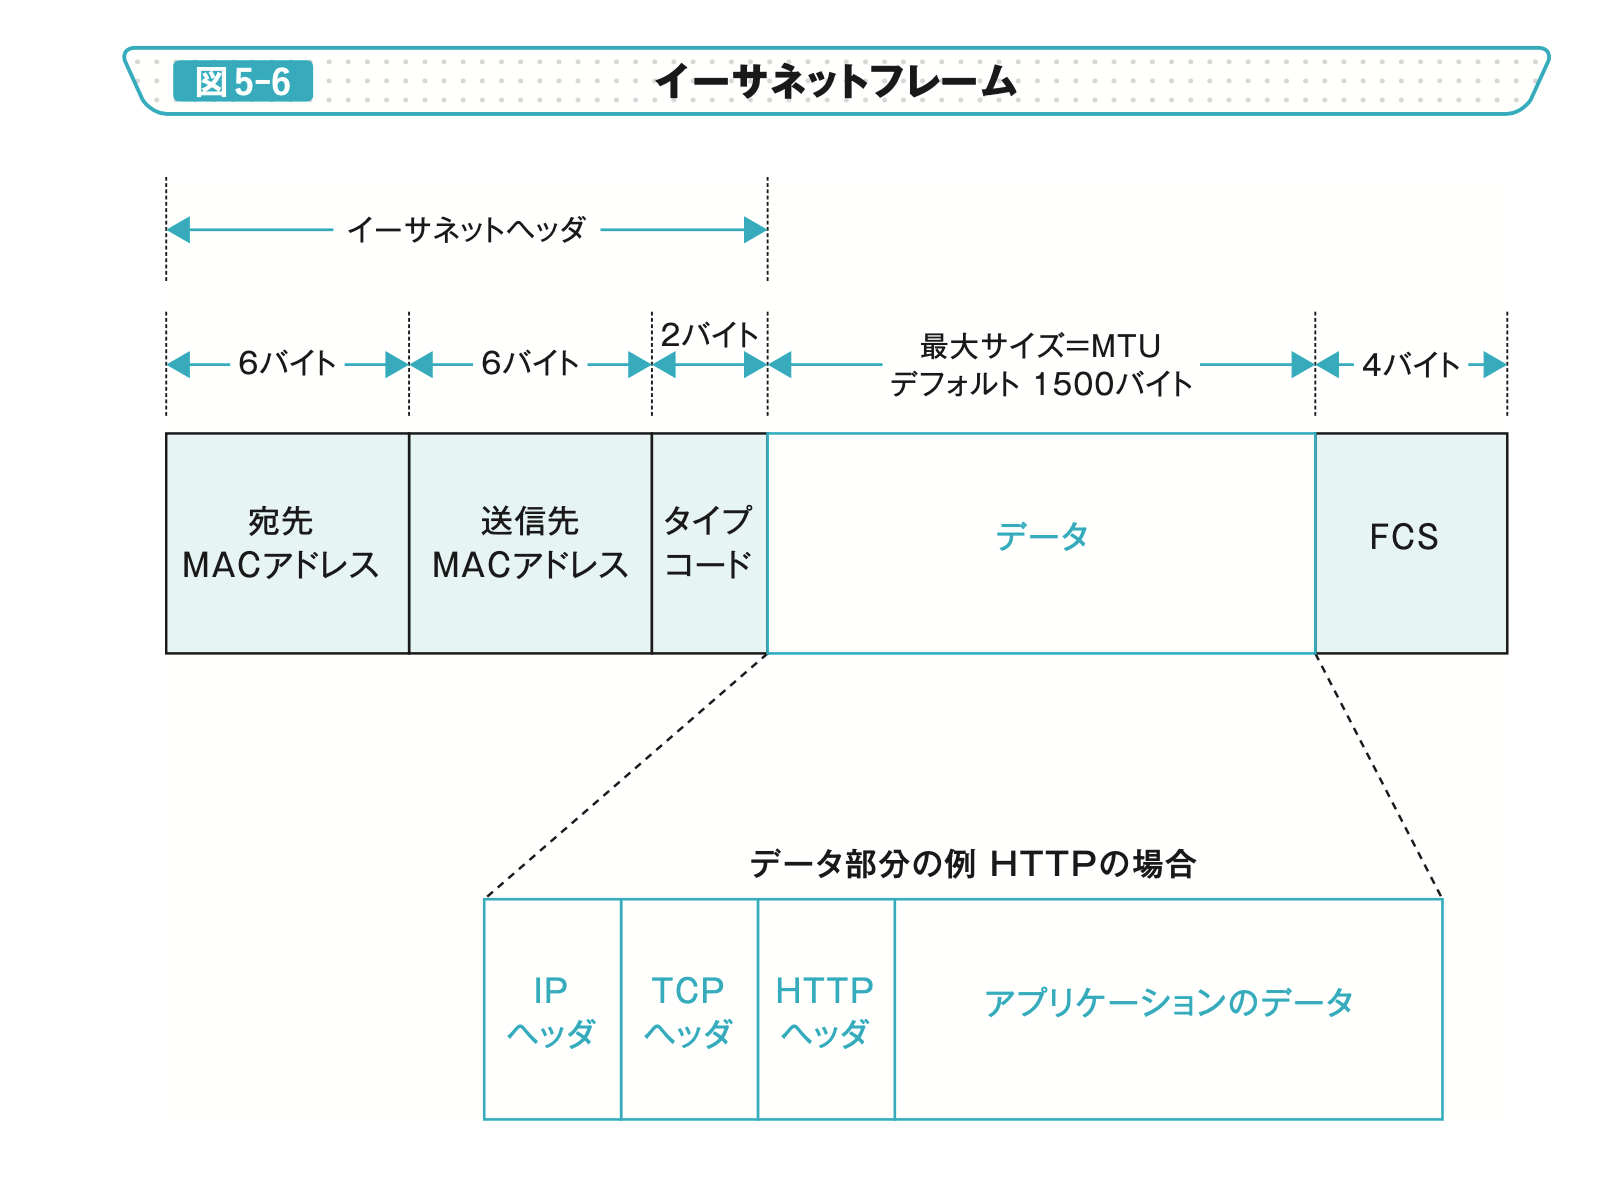 図5-6
イーサネットフレーム
イーサネットヘッダ
6バイト
6バイト
2バイト
最大サイズ=MTU
デフォルト 1500バイト
4バイト
宛先
MACアドレス
送信先
MACアドレス
タイプ
コード
データ
FCS
データ部分の例 HTTPの場合
IP
ヘッダ
TCP
ヘッダ
HTTP
ヘッダ
アプリケーションのデータ